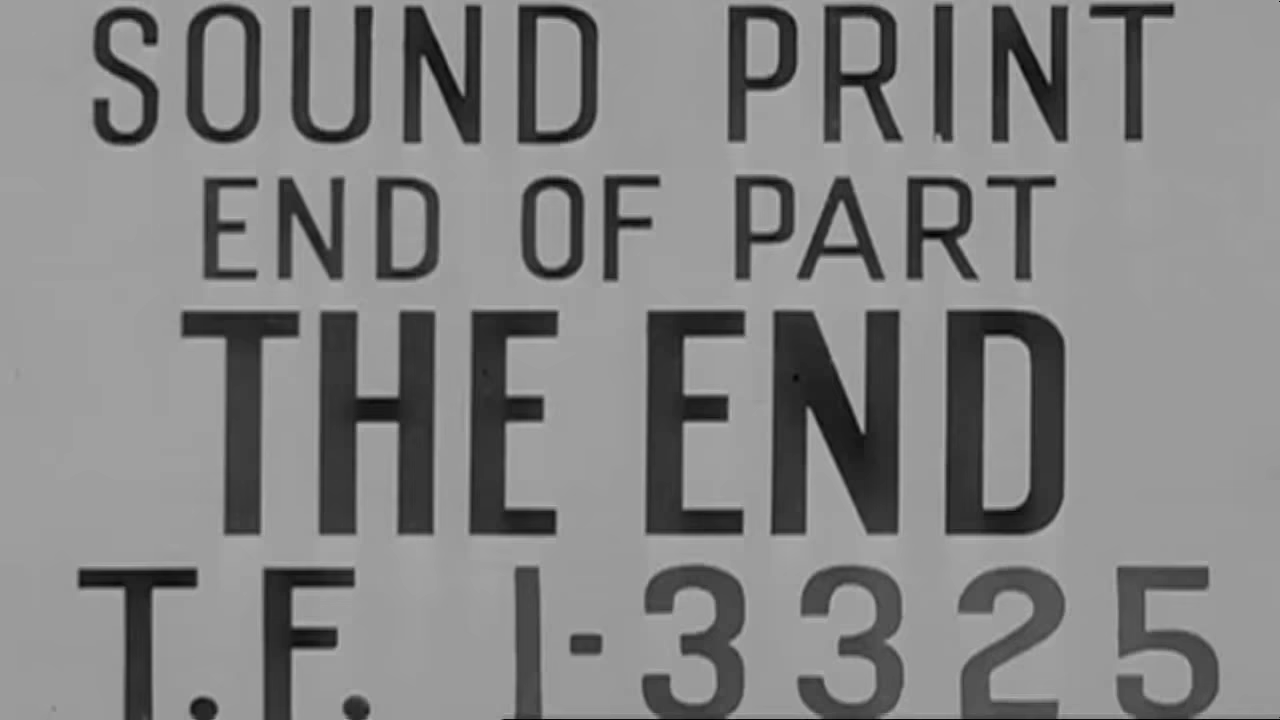 SOUND PRINT
END OF PART
THE END
T.F. 1-3325